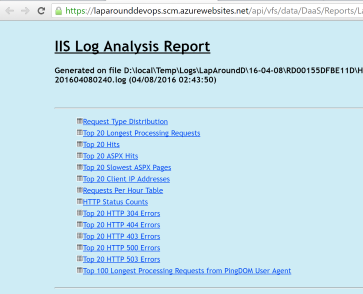 https://laparounddevops.scm.azurewebsites.net/api/vfs/data/DaaS/Reports/La
IIS Log Analysis Report
Generated on file D:\local\Temp\Logs\LapAroundD\16-04-08\RD00155DFBE11D\H
201604080240.log (04/08/2016 02:43:50)
Request Type Distribution
Top 20 Longest Processing Requests
Top 20 Hits
Top 20 ASPX Hits
Top 20 Slowest ASPX Pages
Top 20 Client IP Addresses
Requests Per Hour Table
HTTP Status Counts
Top 20 HTTP 304 Errors
Top 20 HTTP 404 Errors
Top 20 HTTP 403 Errors
Top 20 HTTP 500 Errors
Top 20 HTTP 503 Errors
Top 100 Longest Processing Requests from PingDOM User Agent